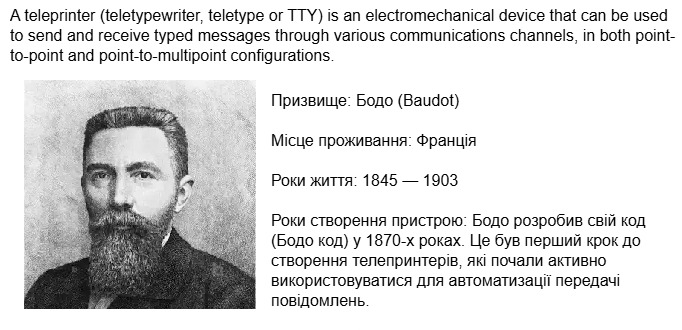 A teleprinter (teletypewriter, teletype or TTY) is an electromechanical device that can be used
to send and receive typed messages through various communications channels, in both point-
to-point and point-to-multipoint configurations.
Призвище: Бодо (Baudot)
Місце проживання: Франція
Роки життя: 1845 — 1903
Роки створення пристрою: Бодо розробив свій код
(Бодо код) у 1870-х роках. Це був перший крок до
створення телепринтерів, які почали активно
використовуватися для автоматизації передачі
повідомлень.